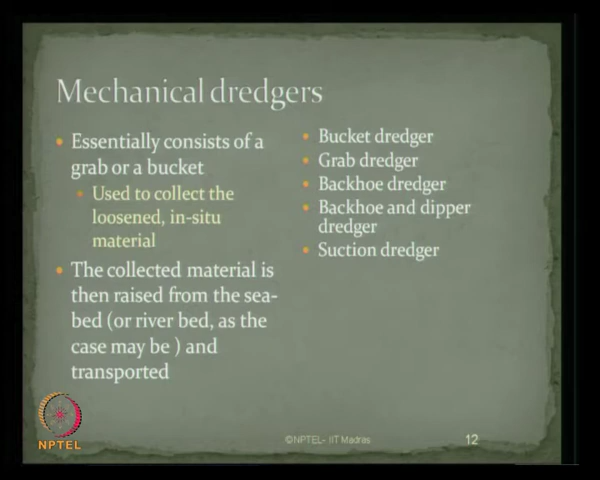 Mechanical dredgers
• Essentially consists of a
grab or a bucket
• Used to collect the
loosened, in-situ
material
• The collected material is
then raised from the sea-
bed (or river bed, as the
case may be ) and
transported
• Bucket dredger
• Grab dredger
• Backhoe dredger
• Backhoe and dipper
dredger
• Suction dredger
NPTEL
©NPTEL- IIT Madras
12